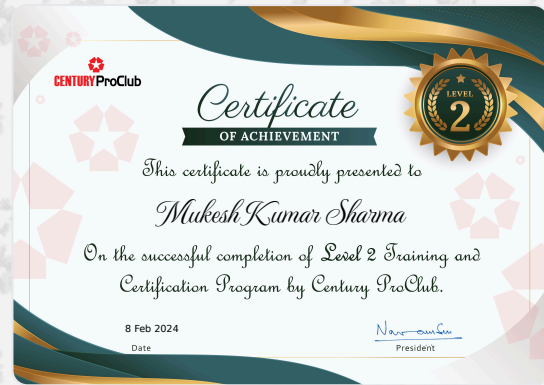 CENTURY ProClub
LEVEL
2
Certificate
OF ACHIEVEMENT
This certificate is proudly presented to
Mukesh Kumar Sharma
On the successful completion of Level 2 Training and
Certification Program by Century ProClub.
8 Feb 2024
Date
President